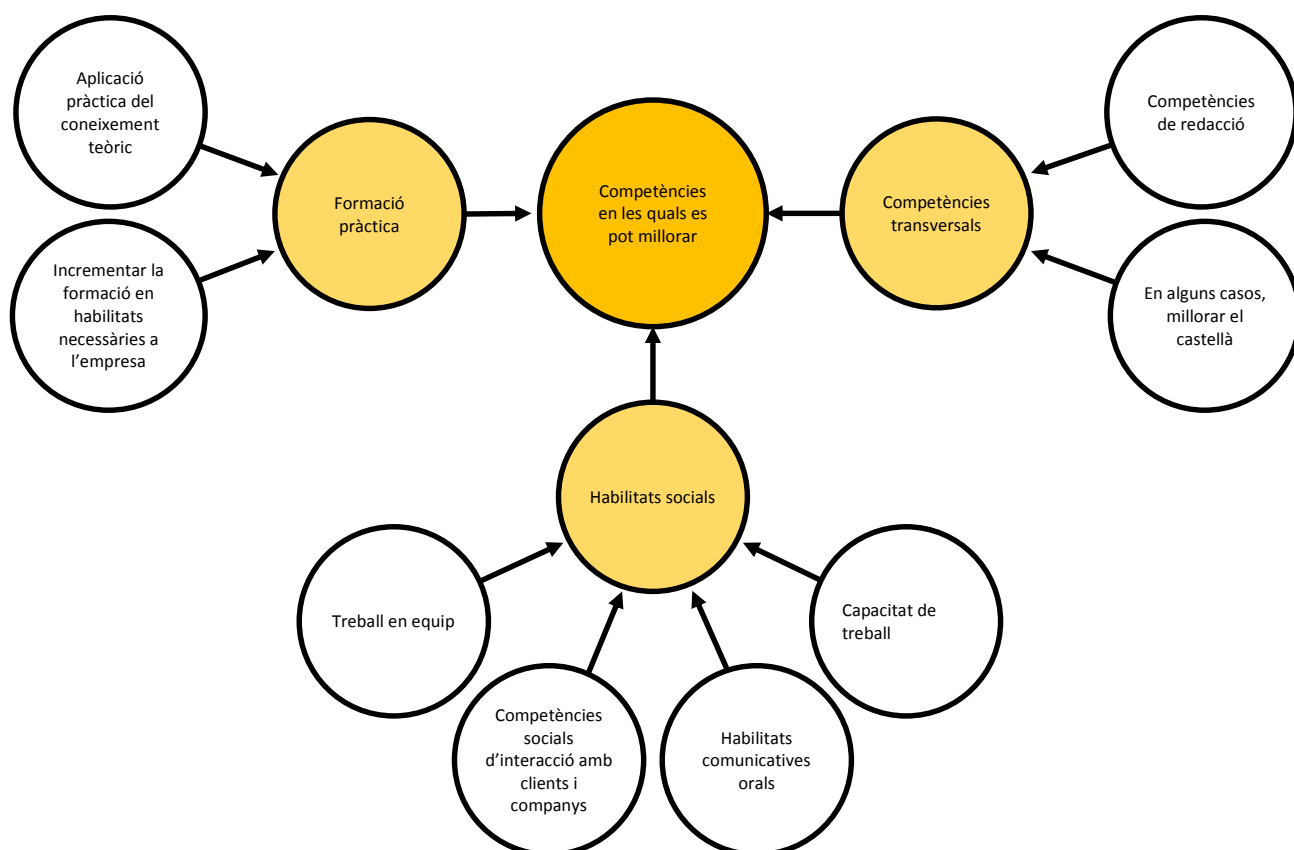 Aplicació
pràctica del
coneixement
teòric
Incrementar la
formació en
habilitats
necessàries a
l’empresa
Formació
pràctica
Competències
en les quals es
pot millorar
Competències
transversals
Competències
de redacció
En alguns casos,
millorar el
castellà
Habilitats socials
Treball en equip
Competències
socials
d’interacció amb
clients i
companys
Habilitats
comunicatives
orals
Capacitat de
treball